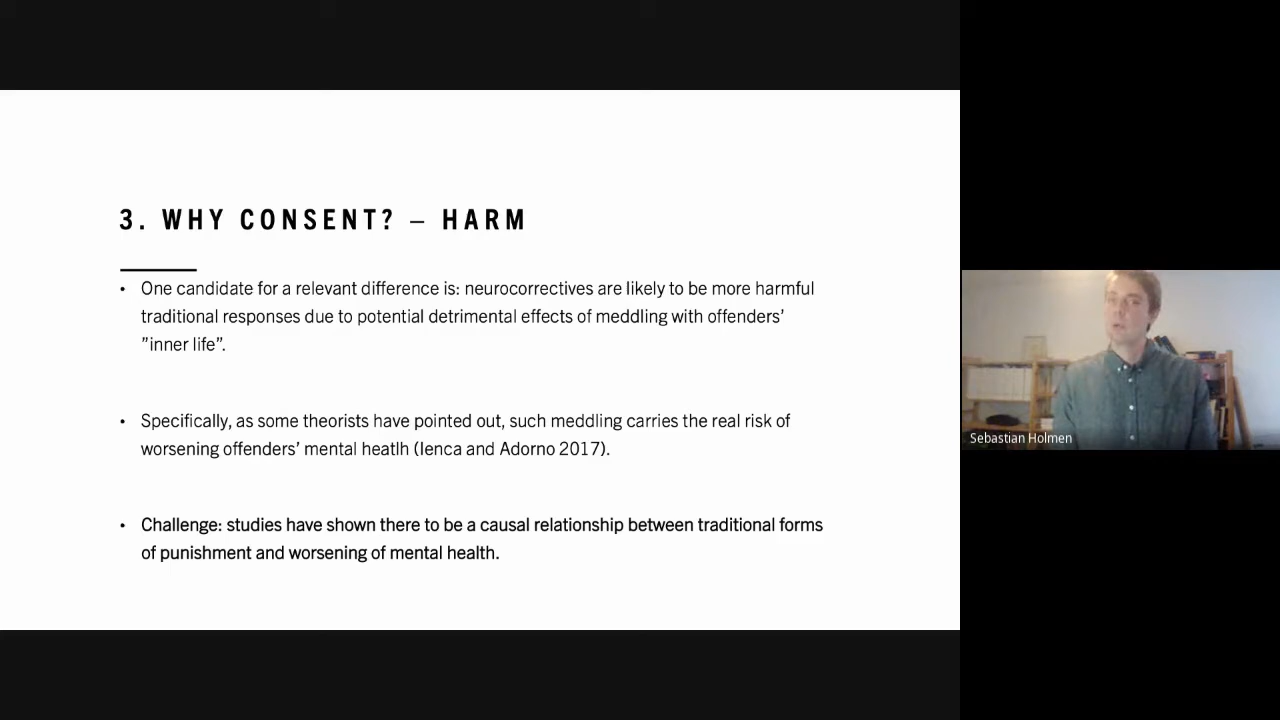 3. WHY CONSENT? – HARM
• One candidate for a relevant difference is: neurocorrectives are likely to be more harmful
traditional responses due to potential detrimental effects of meddling with offenders’
”inner life”.
• Specifically, as some theorists have pointed out, such meddling carries the real risk of
worsening offenders’ mental heatlh (Ienca and Adorno 2017).
• Challenge: studies have shown there to be a causal relationship between traditional forms
of punishment and worsening of mental health.
Sebastian Holmen